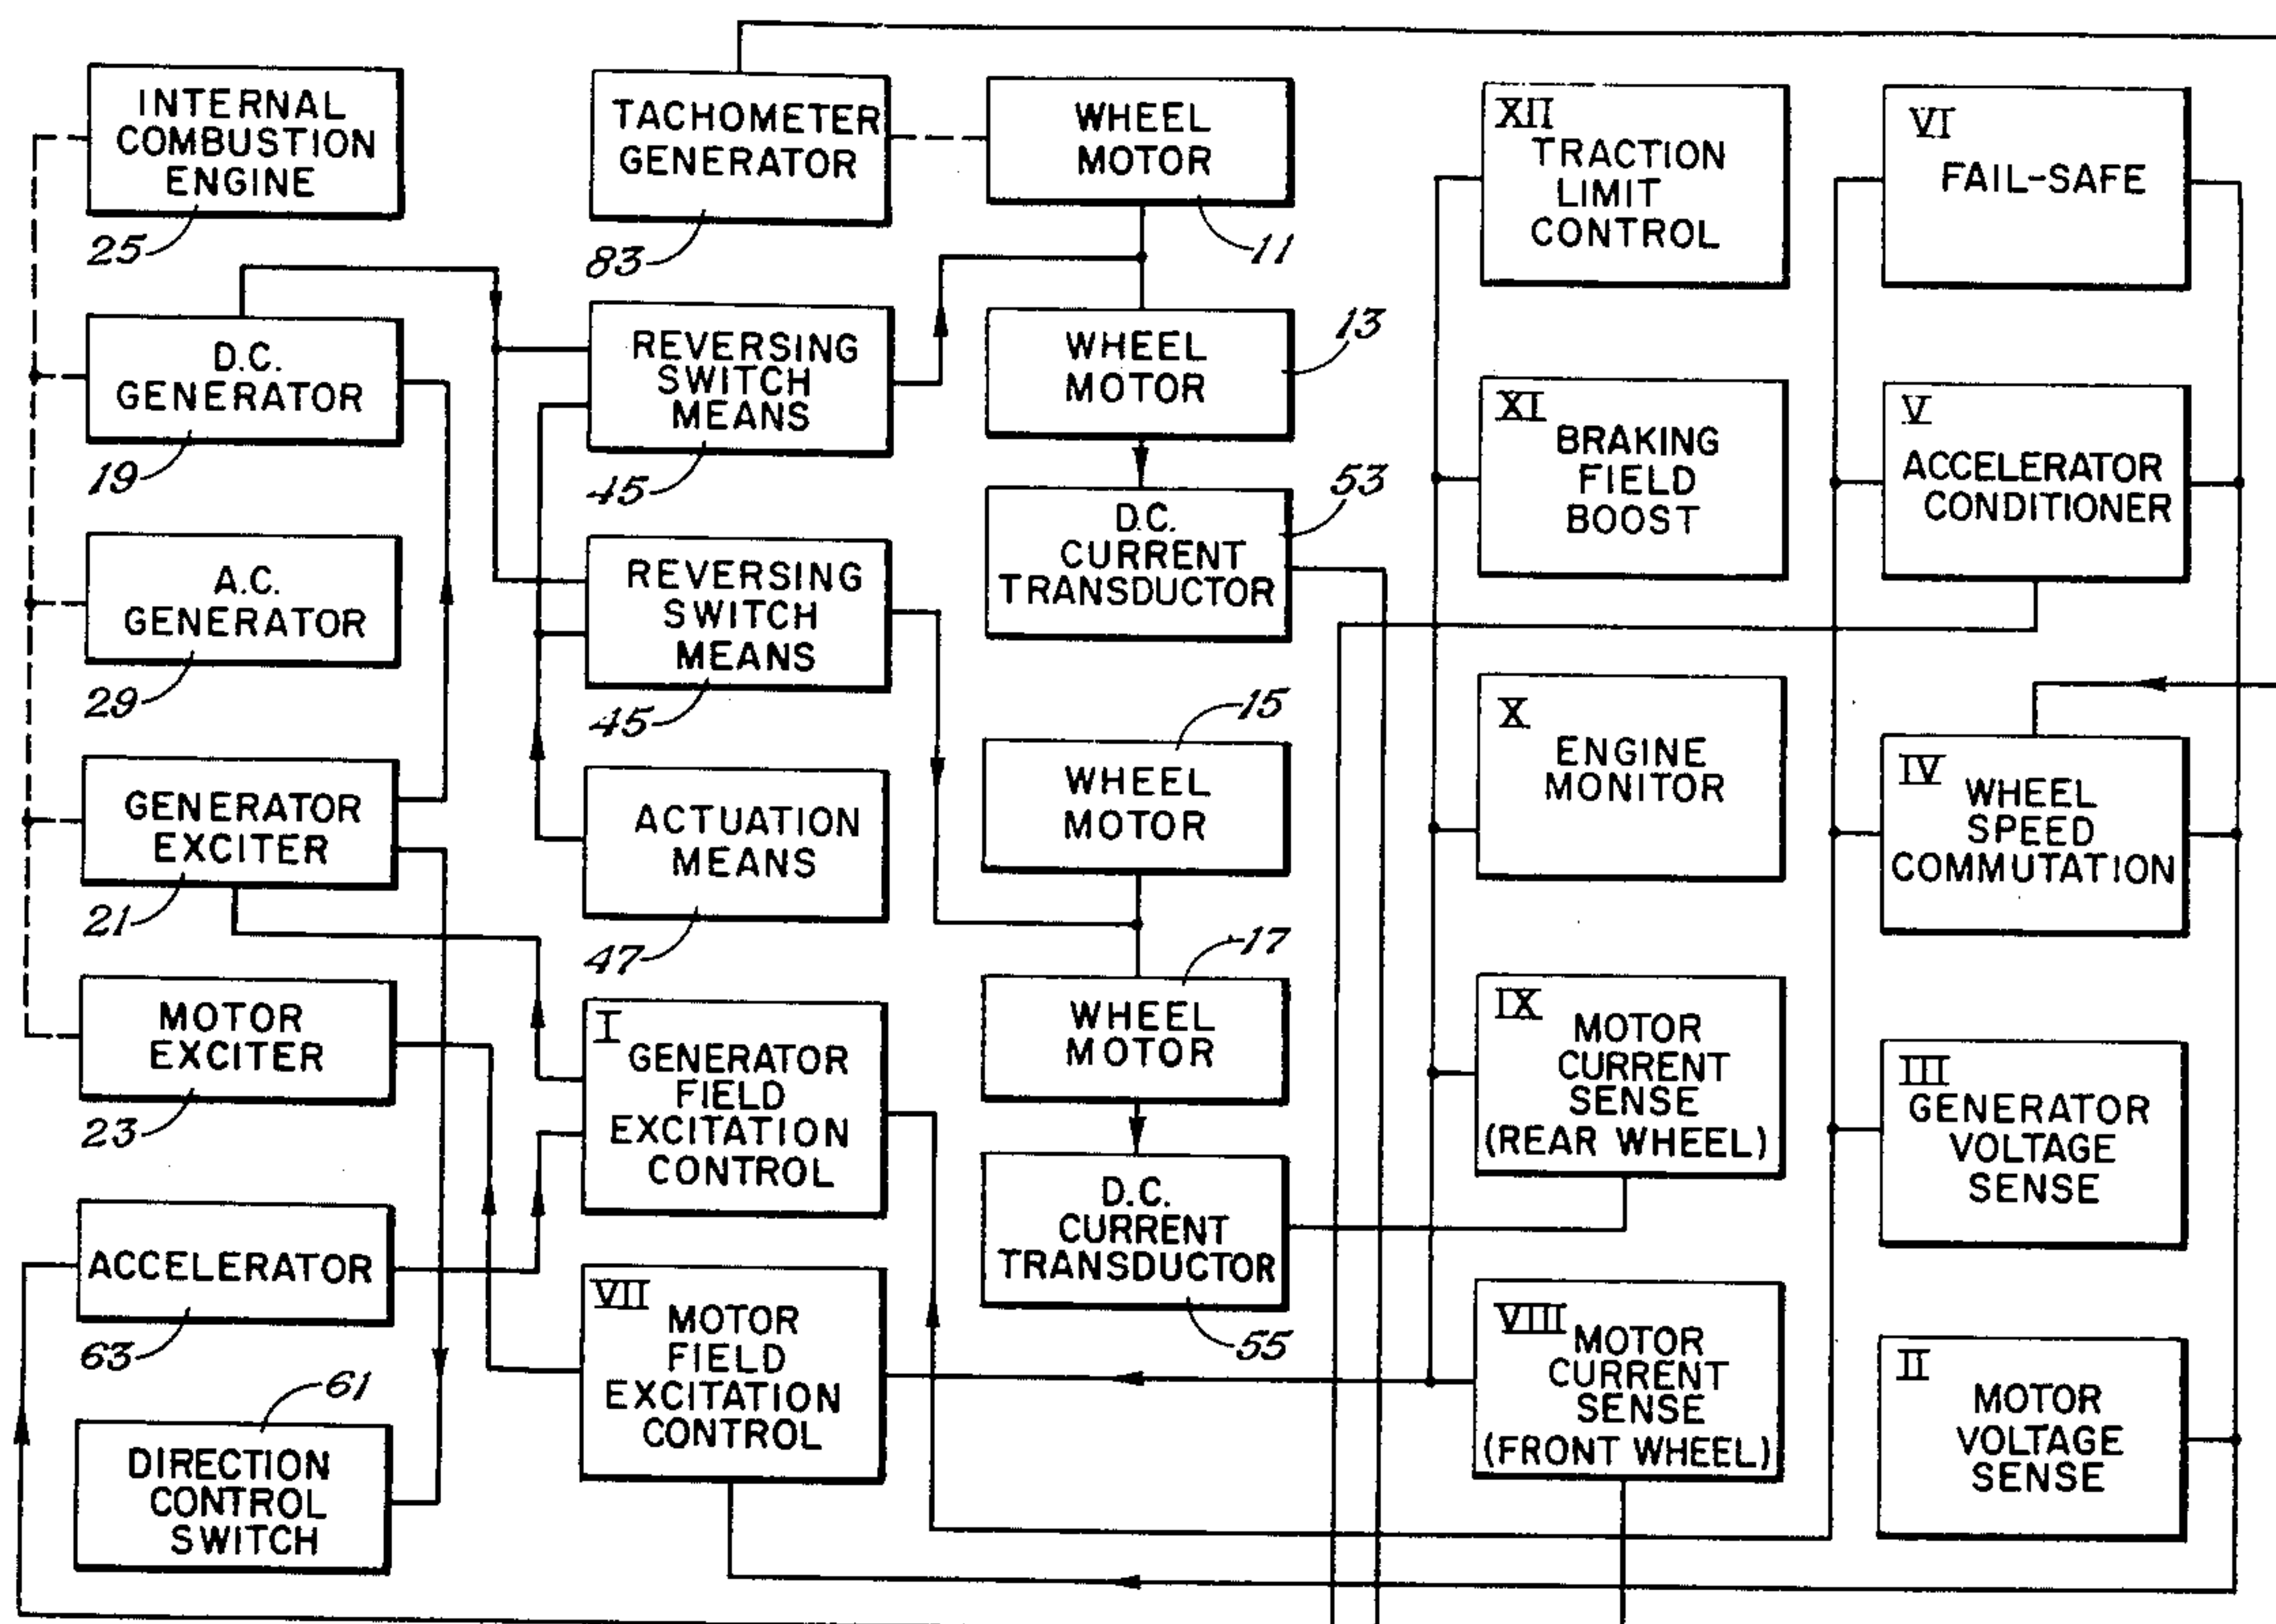 INTERNAL
COMBUSTION
ENGINE
25
D.C.
GENERATOR
19
A.C.
GENERATOR
29
GENERATOR
EXCITER
21
MOTOR
EXCITER
23
ACCELERATOR
63
61
DIRECTION
CONTROL
SWITCH
TACHOMETER
GENERATOR
83
REVERSING
SWITCH
MEANS
45
REVERSING
SWITCH
MEANS
45
ACTUATION
MEANS
47
I
GENERATOR
FIELD
EXCITATION
CONTROL
VII
MOTOR
FIELD
EXCITATION
CONTROL
WHEEL
MOTOR
11
13
WHEEL
MOTOR
53
D.C.
CURRENT
TRANSDUCTOR
15
WHEEL
MOTOR
17
WHEEL
MOTOR
D.C.
CURRENT
TRANSDUCTOR
55
XII
TRACTION
LIMIT
CONTROL
XI
BRAKING
FIELD
BOOST
X
ENGINE
MONITOR
IX
MOTOR
CURRENT
SENSE
(REAR WHEEL)
VIII
MOTOR
CURRENT
SENSE
(FRONT WHEEL)
VI
FAIL-SAFE
V
ACCELERATOR
CONDITIONER
IV
WHEEL
SPEED
COMMUTATION
III
GENERATOR
VOLTAGE
SENSE
II
MOTOR
VOLTAGE
SENSE